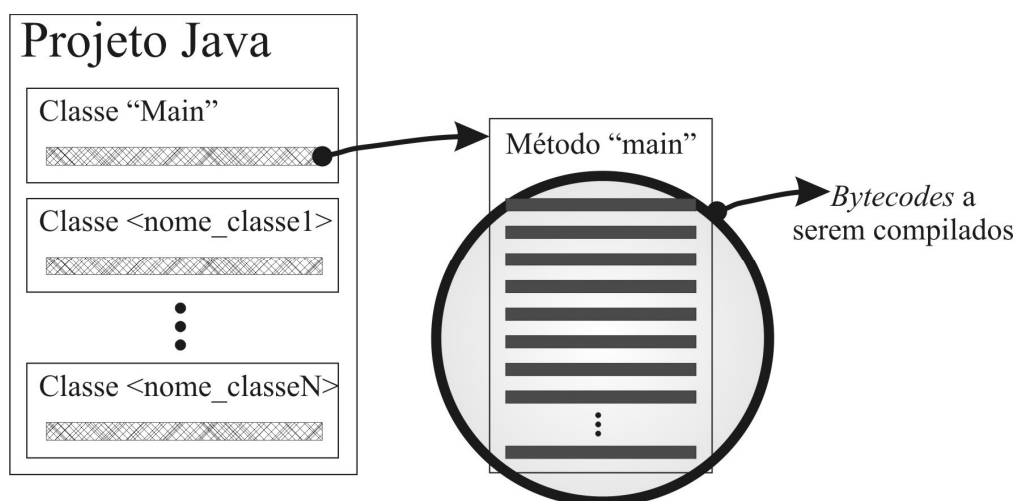 Projeto Java
Classe “Main”
Classe <nome_classe1>
Classe <nome_classeN>
Método “main”
Bytecodes a
serem compilados